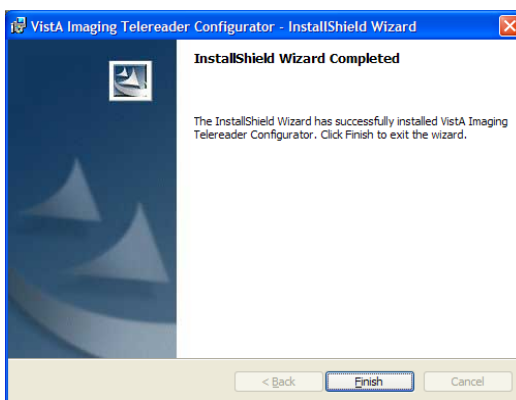 VistA Imaging Telereader Configurator - InstallShield Wizard
InstallShield Wizard Completed
The InstallShield Wizard has successfully installed VistA Imaging
Telereader Configurator. Click Finish to exit the wizard.
< Back
Finish
Cancel